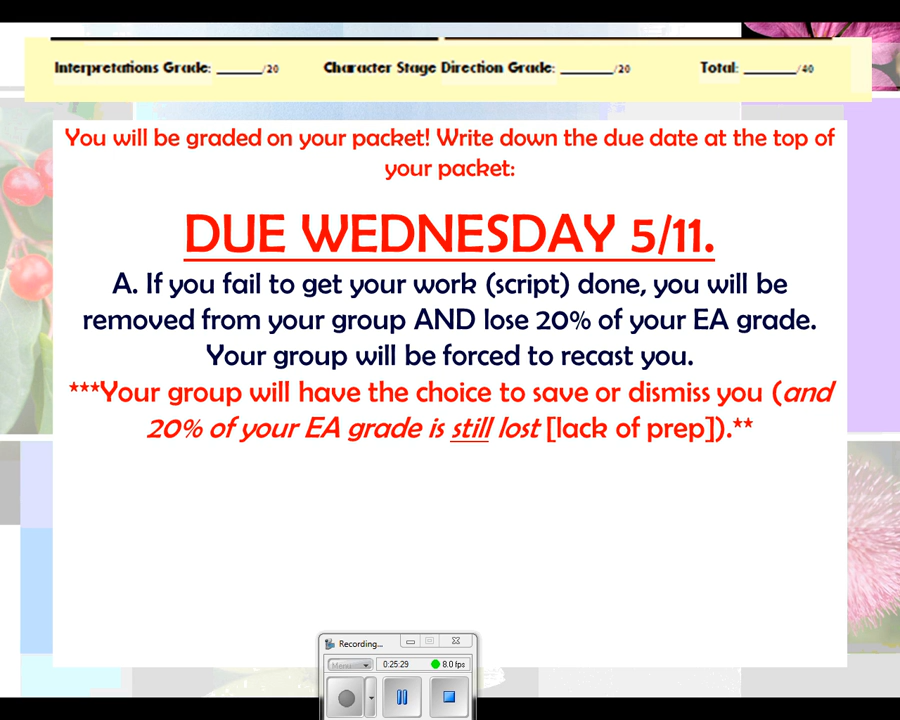 Interpretations Grade: ______/20 Character Stage Direction Grade: ______/20 Total: ______/40
You will be graded on your packet! Write down the due date at the top of
your packet:
DUE WEDNESDAY 5/11.
A. If you fail to get your work (script) done, you will be
removed from your group AND lose 20% of your EA grade.
Your group will be forced to recast you.
***Your group will have the choice to save or dismiss you (and
20% of your EA grade is still lost [lack of prep]).**
Recording...
Menu
0:25:29
8.0 fps